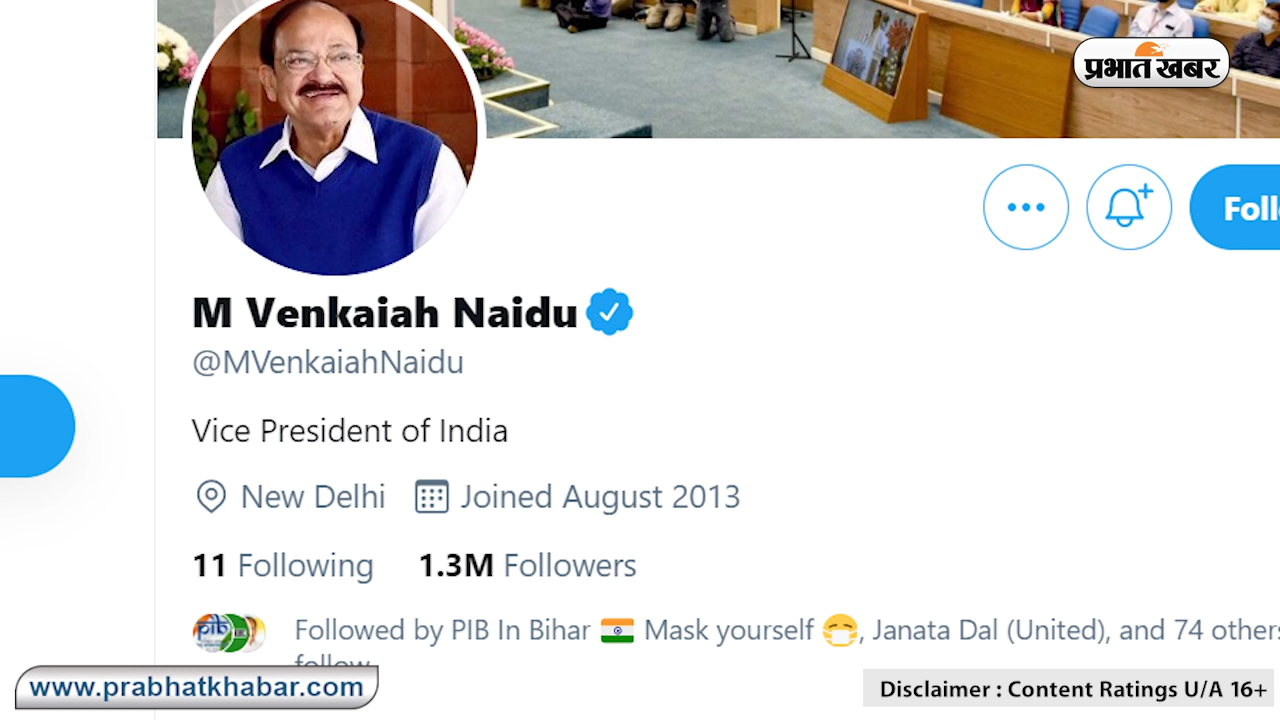 प्रभात खबर
Foll
M Venkaiah Naidu
@MVenkaiahNaidu
Vice President of India
New Delhi Joined August 2013
11 Following 1.3M Followers
pib
Followed by PIB In Bihar 🇮🇳 Mask yourself 😷, Janata Dal (United), and 74 others
follow
www.prabhatkhabar.com
Disclaimer : Content Ratings U/A 16+